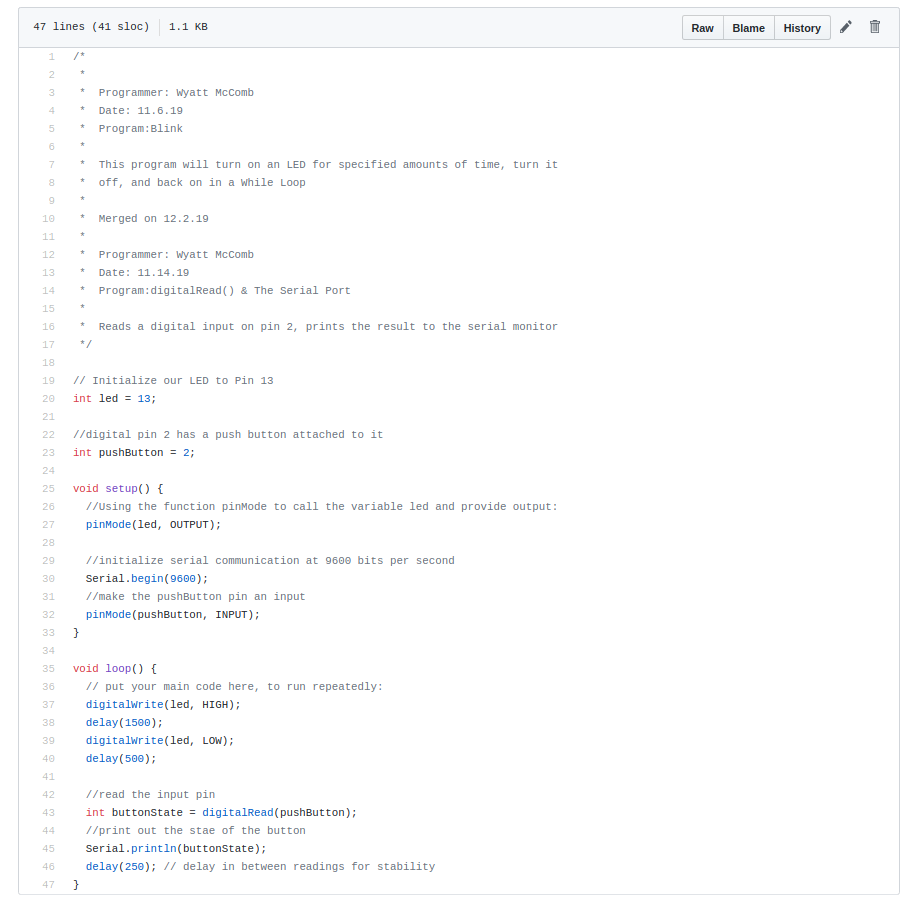 47 lines (41 sloc) 1.1 KB Raw Blame History
1 /*
2 *
3 * Programmer: Wyatt McComb
4 * Date: 11.6.19
5 * Program:Blink
6 *
7 * This program will turn on an LED for specified amounts of time, turn it
8 * off, and back on in a While Loop
9 *
10 * Merged on 12.2.19
11 *
12 * Programmer: Wyatt McComb
13 * Date: 11.14.19
14 * Program:digitalRead() & The Serial Port
15 *
16 * Reads a digital input on pin 2, prints the result to the serial monitor
17 */
18
19 // Initialize our LED to Pin 13
20 int led = 13;
21
22 //digital pin 2 has a push button attached to it
23 int pushButton = 2;
24
25 void setup() {
26 //Using the function pinMode to call the variable led and provide output:
27 pinMode(led, OUTPUT);
28
29 //initialize serial communication at 9600 bits per second
30 Serial.begin(9600);
31 //make the pushButton pin an input
32 pinMode(pushButton, INPUT);
33 }
34
35 void loop() {
36 // put your main code here, to run repeatedly:
37 digitalWrite(led, HIGH);
38 delay(1500);
39 digitalWrite(led, LOW);
40 delay(500);
41
42 //read the input pin
43 int buttonState = digitalRead(pushButton);
44 //print out the stae of the button
45 Serial.println(buttonState);
46 delay(250); // delay in between readings for stability
47 }